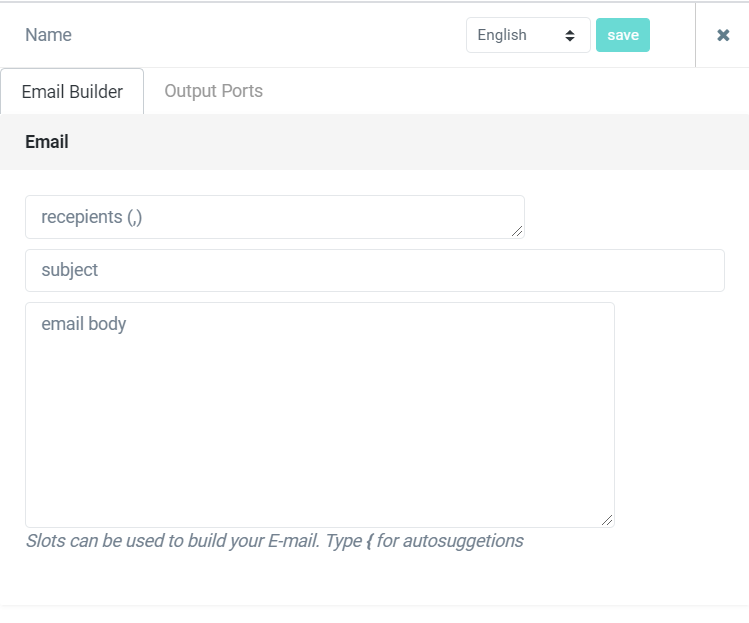 Name
English
save
Email Builder
Output Ports
Email
recepients (,)
subject
email body
Slots can be used to build your E-mail. Type { for autosuggetions